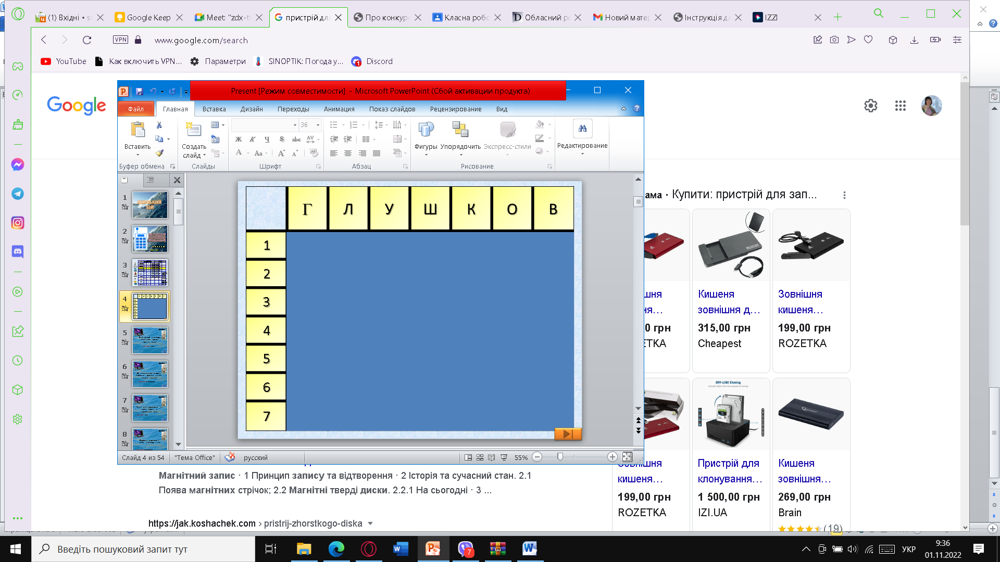 (1) Вхідні •
Google Keep
Meet: "zdx-
пристрій для
Про конкур
Класна робо
Обласний ре
Новий матер
Інструкція д
IZZI
VPN
www.google.com/search
YouTube
Как включить VPN...
Параметри
SINOPTIK: Погода у...
Discord
Google
Present [Режим совместимости] - Microsoft PowerPoint (Сбой активации продукта)
Файл
Главная
Вставка
Дизайн
Переходы
Анимация
Показ слайдов
Рецензирование
Вид
36
Вставить
Создать
слайд
Фигуры
Упорядочить
Экспресс-стили
Редактирование
Буфер обмена
Слайды
Шрифт
Абзац
Рисование
1
МОРСЬКИЙ
БІЙ
2
3
4
5
6
7
8
Г Л У Ш К О В
1
2
3
4
5
6
7
Слайд 4 из 54
"Тема Office"
русский
55%
ама · Купити: пристрій для зап...
шня
ня...
0 грн
ETKA
Кишеня
зовнішня д...
315,00 грн
Cheapest
Зовнішня
кишеня...
199,00 грн
ROZETKA
OFF-LINE Cloning
Зовнішня
кишеня...
199,00 грн
ROZETKA
Пристрій для
клонування...
1 500,00 грн
IZI.UA
Кишеня
зовнішня...
269,00 грн
Brain
(19)
Магнітний запис · 1 Принцип запису та відтворення · 2 Історія та сучасний стан. 2.1
Поява магнітних стрічок; 2.2 Магнітні тверді диски. 2.2.1 На сьогодні · 3 ...
https://jak.koshachek.com › pristrij-zhorstkogo-diska
Введіть пошуковий запит тут
7
УКР
9:36
01.11.2022